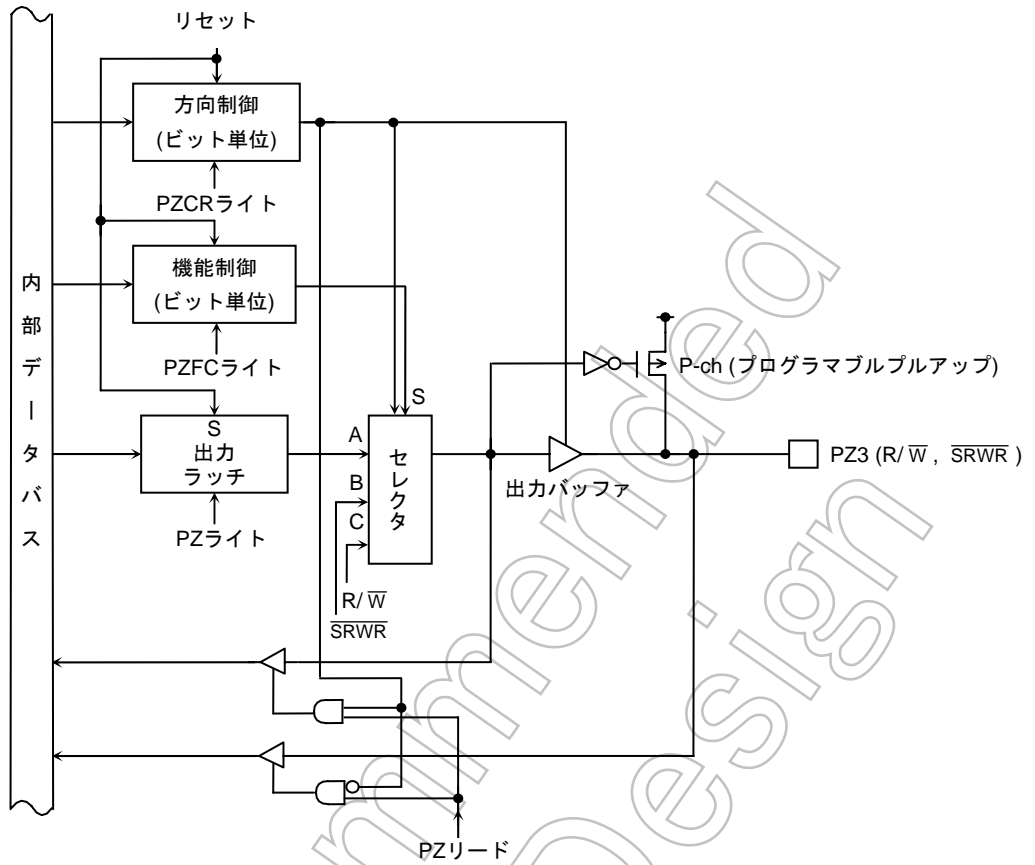 リセット
方向制御
(ビット単位)
PZCRライト
機能制御
(ビット単位)
PZFCライト
内部データバス
S
出力
ラッチ
PZライト
S
A
B
C
セレクタ
R/W̅
S̅R̅W̅R̅
P-ch (プログラマブルプルアップ)
出力バッファ
PZ3 (R/W̅, S̅R̅W̅R̅)
PZリード
mmended
Design